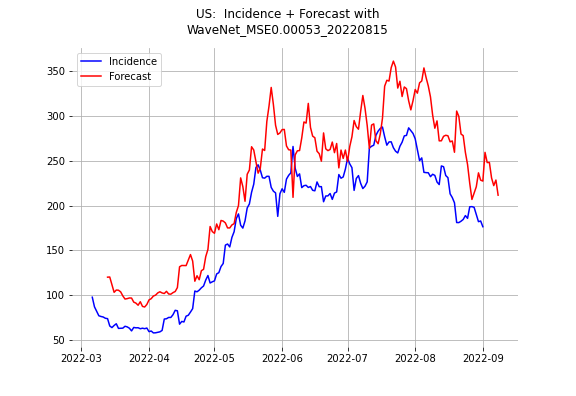 US:  Incidence + Forecast with
WaveNet_MSE0.00053_20220815
Incidence
Forecast
350
300
250
200
150
100
50
2022-03 2022-04 2022-05 2022-06 2022-07 2022-08 2022-09